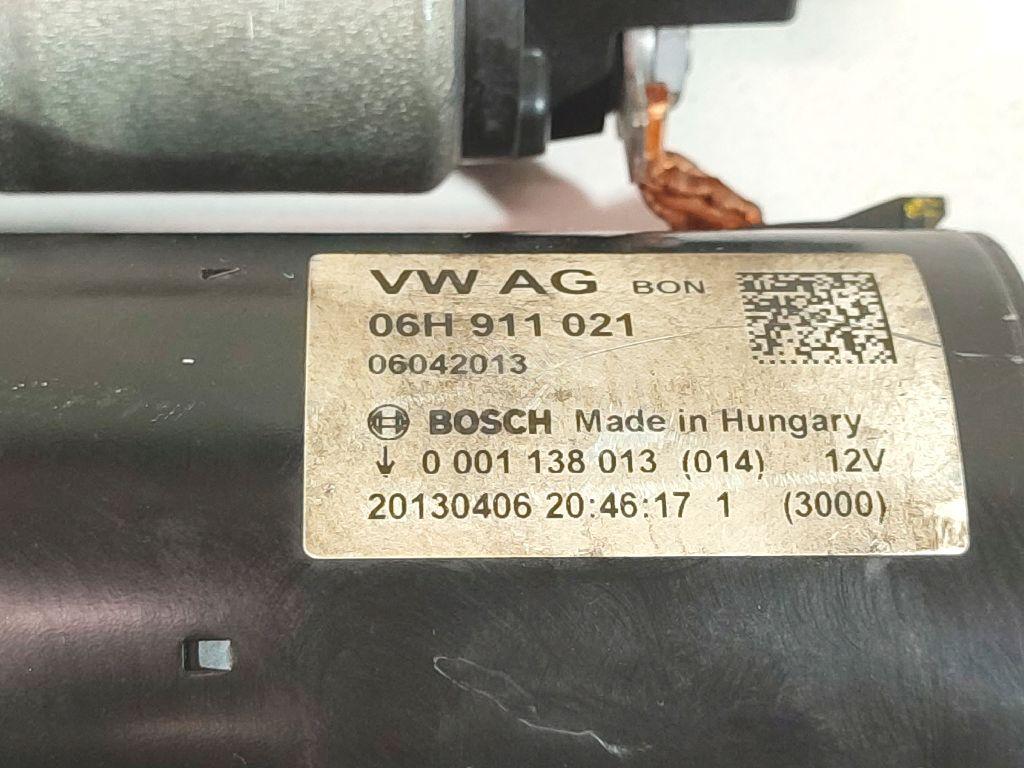 VW AG BON
06H 911 021
06042013
BOSCH Made in Hungary
0 001 138 013 (014) 12V
20130406 20:46:17 1 (3000)